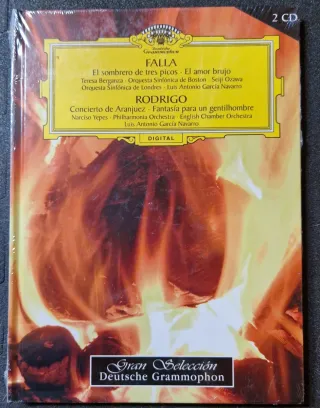 2 CD
Deutsche
Grammophon
FALLA
El sombrero de tres picos · El amor brujo
Teresa Berganza · Orquesta Sinfónica de Boston · Seiji Ozawa
Orquesta Sinfónica de Londres · Luis Antonio García Navarro
RODRIGO
Concierto de Aranjuez · Fantasía para un gentilhombre
Narciso Yepes · Philharmonia Orchestra · English Chamber Orchestra
Luis Antonio García Navarro
DIGITAL
Gran Selección
Deutsche Grammophon